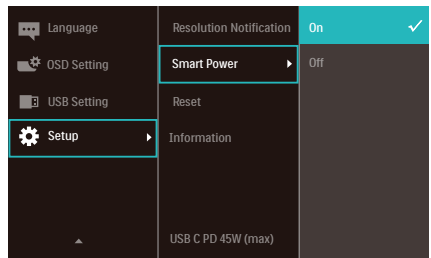 Language
OSD Setting
USB Setting
Setup
Resolution Notification
Smart Power
Reset
Information
USB C PD 45W (max)
On
Off